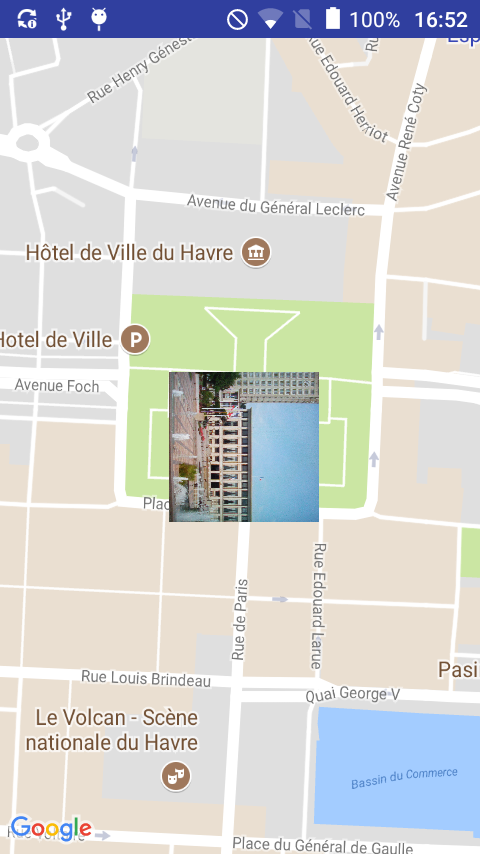 100% 16:52
Rue Henry Génest
Rue Edouard Herriot
Avenue René Coty
Avenue du Général Leclerc
Hôtel de Ville du Havre
Hotel de Ville
P
Avenue Foch
Plac
Rue de Paris
Rue Edouard Larue
Rue Louis Brindeau
Pasi
Quai George V
Le Volcan - Scène
nationale du Havre
Bassin du Commerce
Google
Place du Général de Gaulle